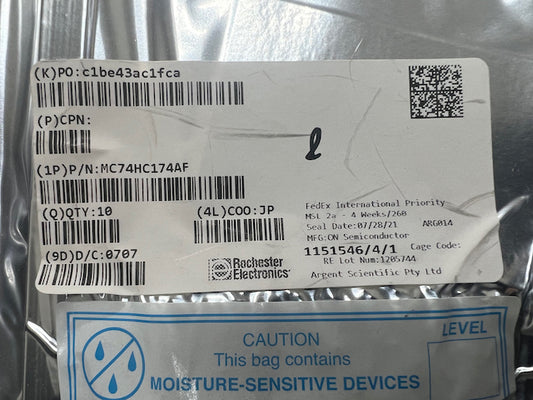 (K)PO:c1be43ac1fca
(P)CPN:
(1P)P/N:MC74HC174AF
(Q)QTY:10
(4L)COO:JP
(9D)D/C:0707
Rochester
Electronics®
FedEx International Priority
MSL 2a - 4 Weeks/260
Seal Date:07/28/21 ARG014
MFG:ON Semiconductor
1151546/4/1 Cage Code:
RE Lot Num:1205744
Argent Scientific Pty Ltd
CAUTION
This bag contains
MOISTURE-SENSITIVE DEVICES
LEVEL